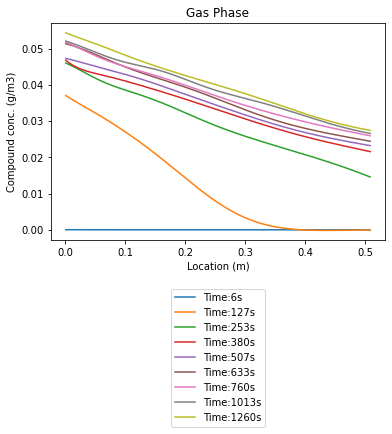 Gas Phase
Compound conc. (g/m3)
0.05
0.04
0.03
0.02
0.01
0.00
0.0 0.1 0.2 0.3 0.4 0.5
Location (m)
Time:6s
Time:127s
Time:253s
Time:380s
Time:507s
Time:633s
Time:760s
Time:1013s
Time:1260s